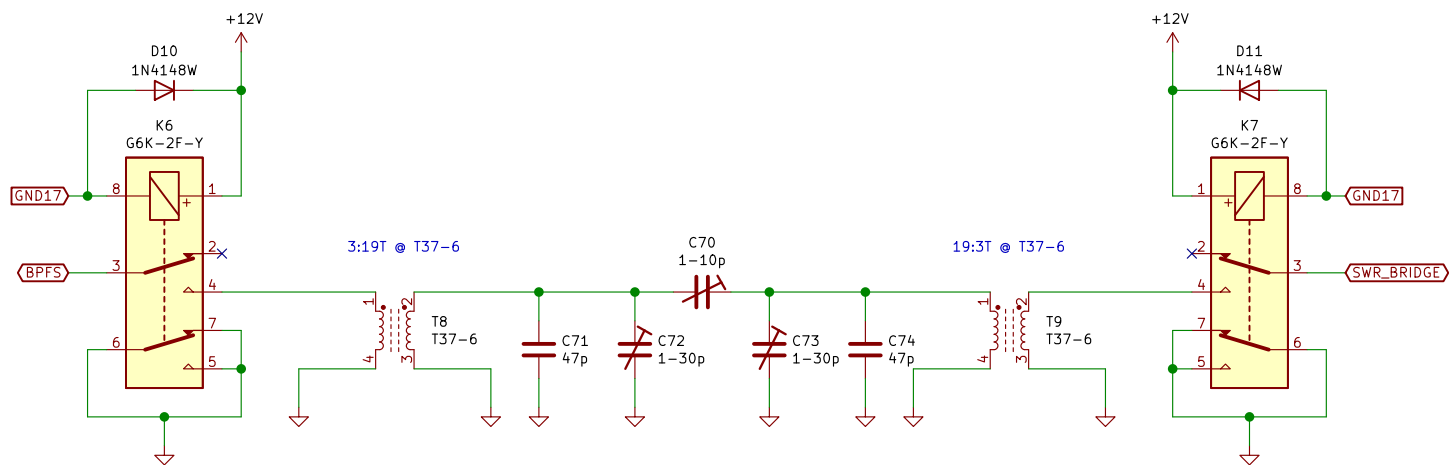 +12V
+12V
D10
1N4148W
D11
1N4148W
K6
G6K-2F-Y
K7
G6K-2F-Y
GND17
8
1
+
1
+
8
GND17
3:19T @ T37-6
C70
1-10p
19:3T @ T37-6
2
2
BPFS
3
3
SWR_BRIDGE
4
4
1
2
1
2
T8
T37-6
C71
47p
C72
1-30p
C73
1-30p
C74
47p
T9
T37-6
7
6
7
6
4
3
4
3
5
5